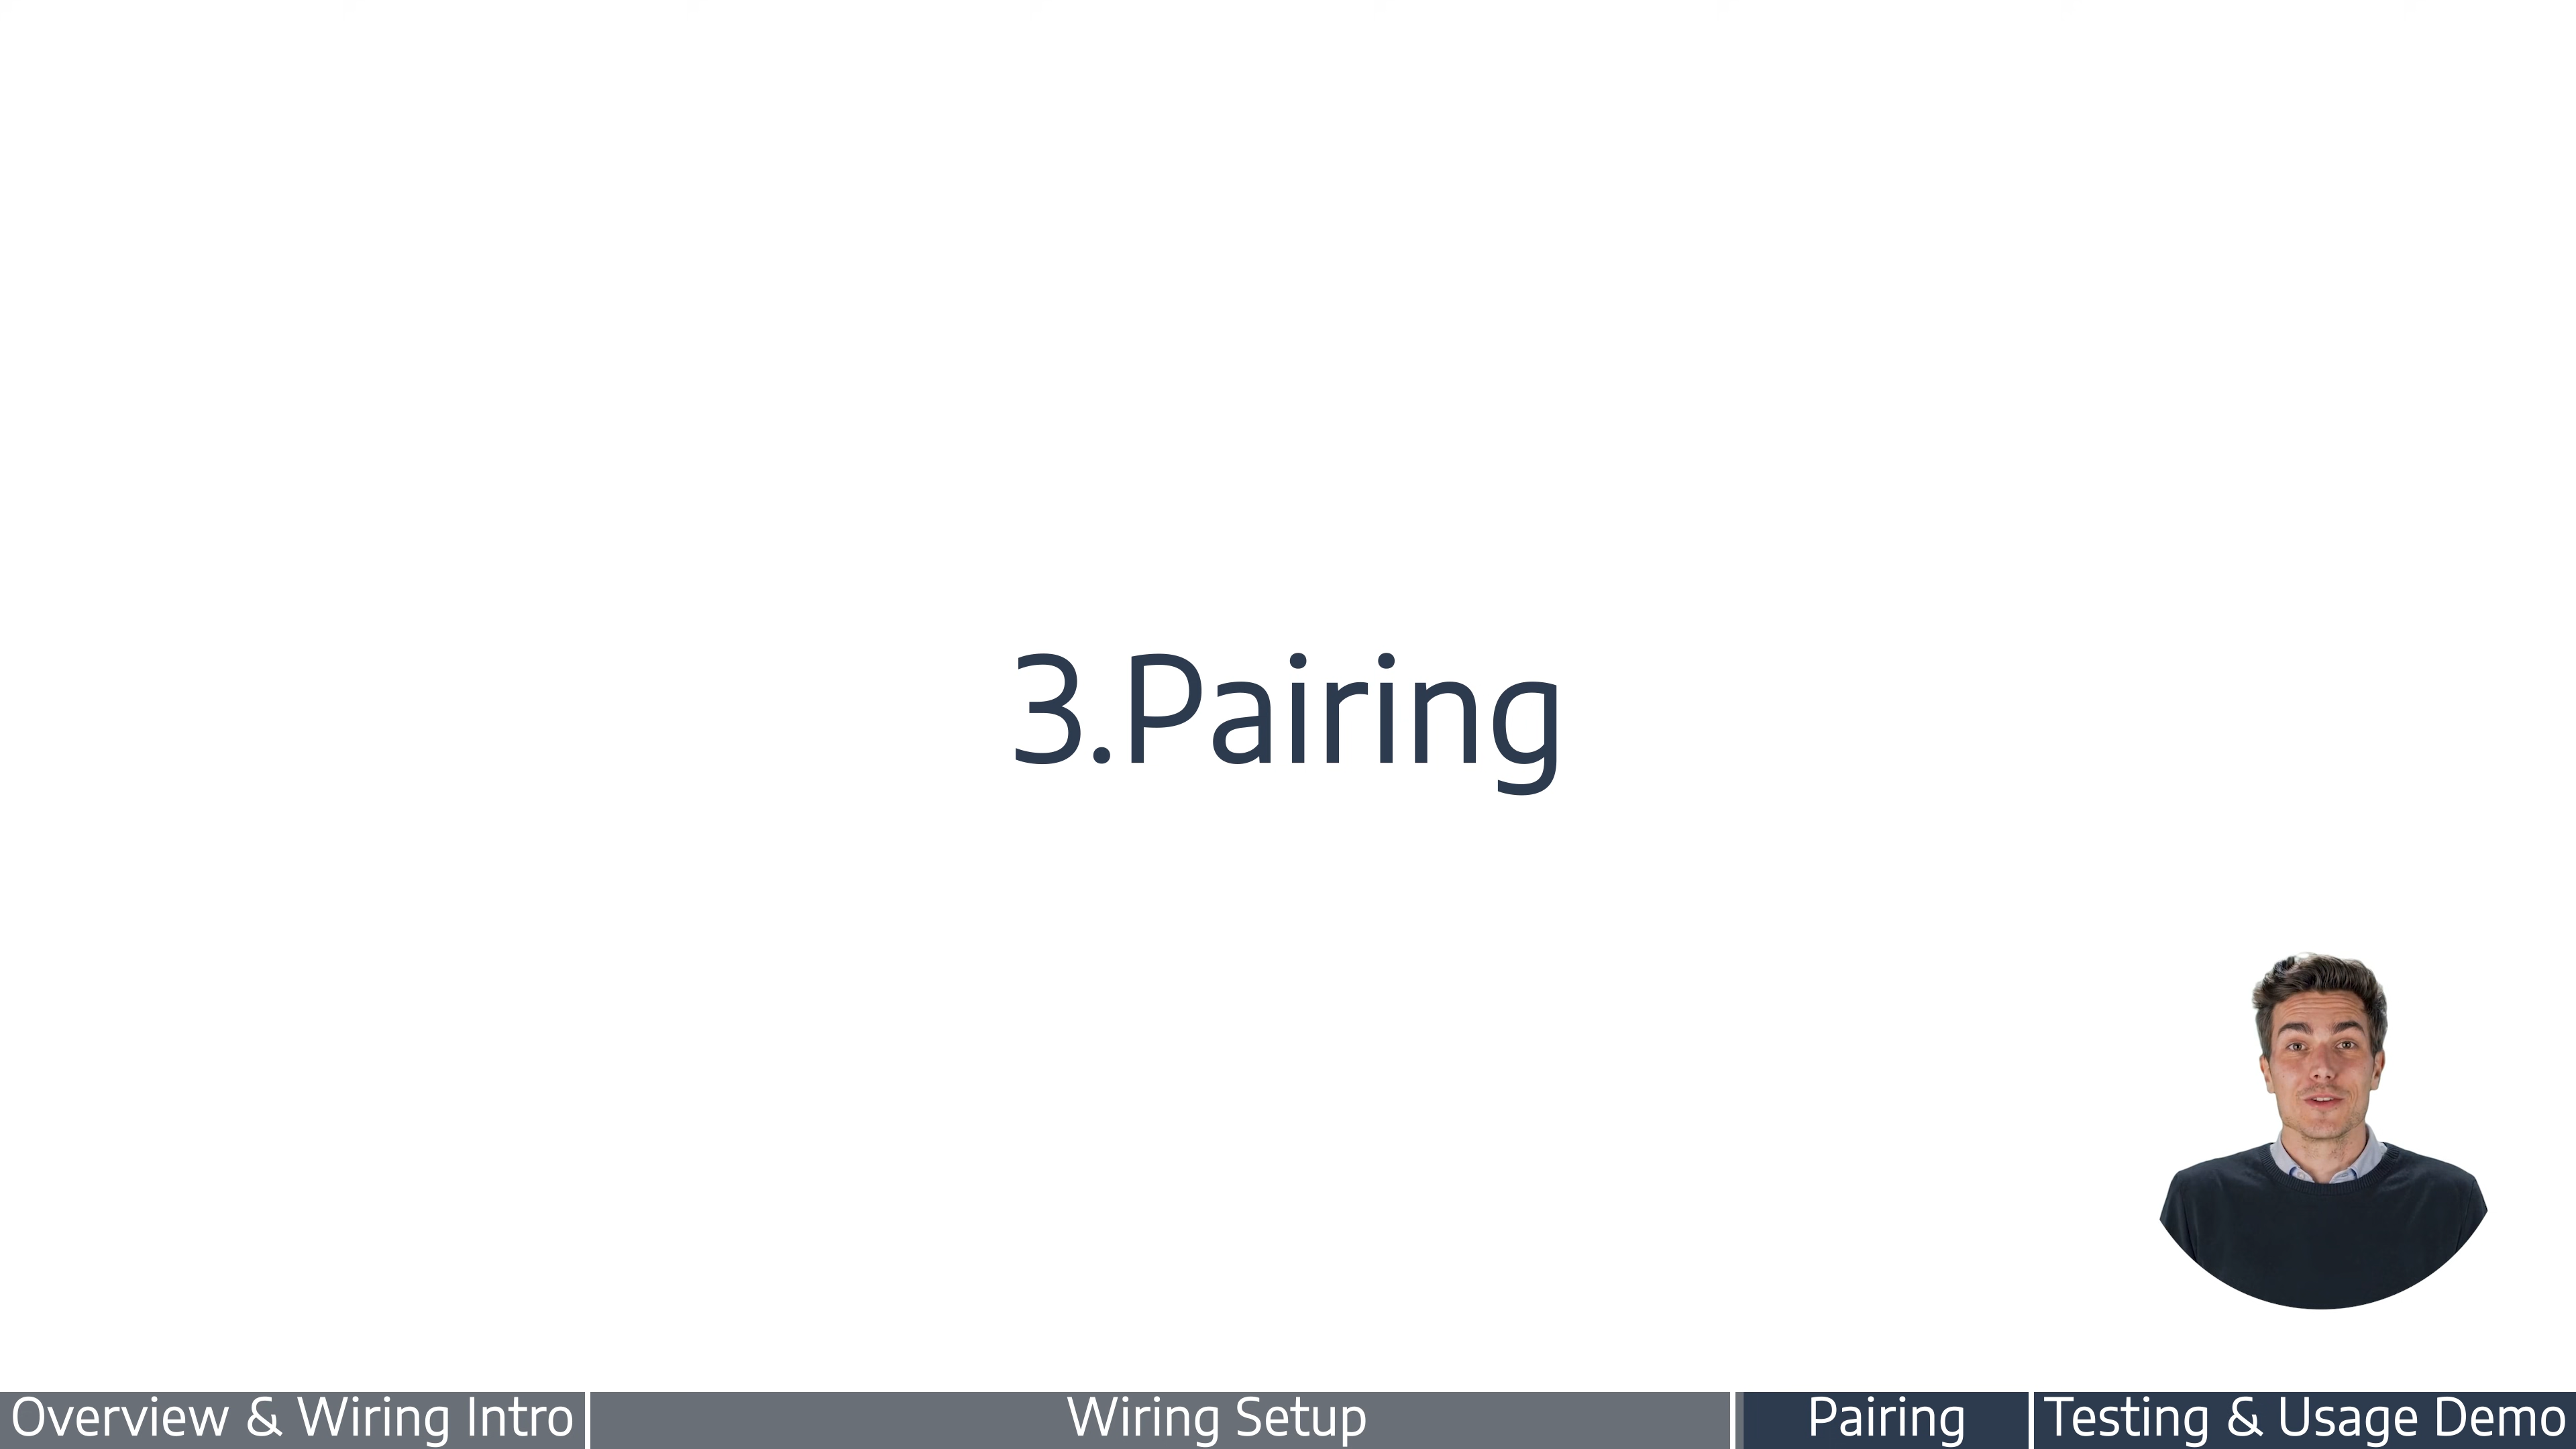 3.Pairing
Overview & Wiring Intro
Wiring Setup
Pairing
Testing & Usage Demo